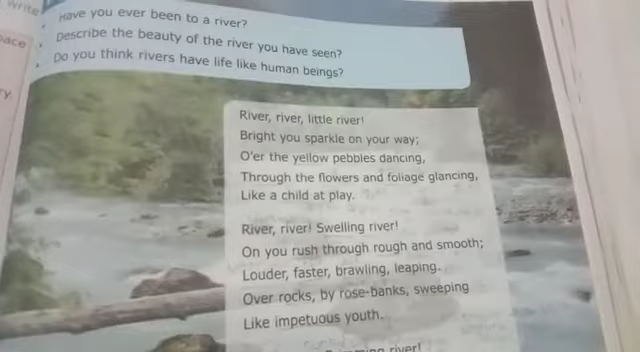 write
Have you ever been to a river?
Describe the beauty of the river you have seen?
Do you think rivers have life like human beings?
River, river, little river!
Bright you sparkle on your way;
O'er the yellow pebbles dancing,
Through the flowers and foliage glancing,
Like a child at play.
River, river! Swelling river!
On you rush through rough and smooth;
Louder, faster, brawling, leaping.
Over rocks, by rose-banks, sweeping
Like impetuous youth.
river!